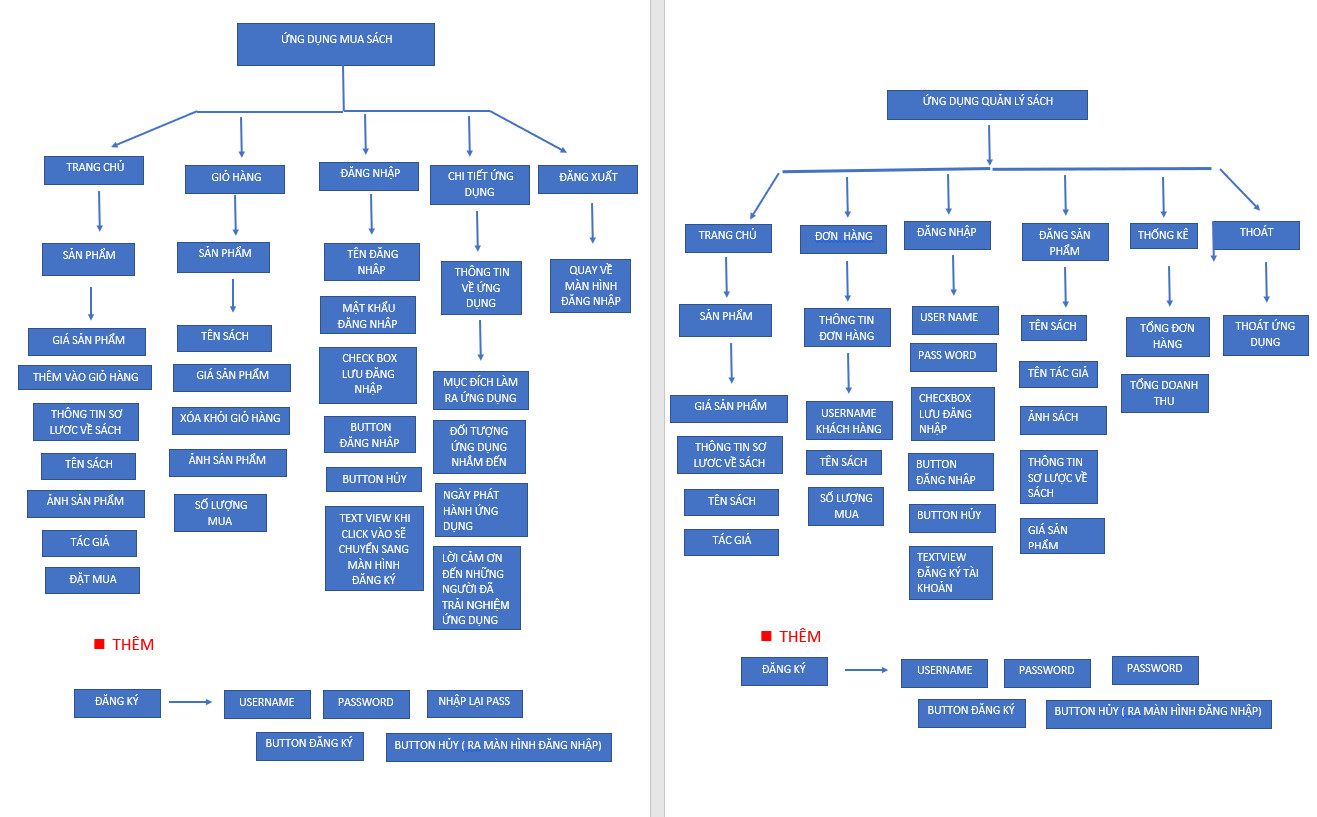 ỨNG DỤNG MUA SÁCH
TRANG CHỦ
SẢN PHẨM
GIÁ SẢN PHẨM
THÊM VÀO GIỎ HÀNG
THÔNG TIN SƠ
LƯƠC VỀ SÁCH
TÊN SÁCH
ẢNH SẢN PHẨM
TÁC GIẢ
ĐẶT MUA
GIỎ HÀNG
SẢN PHẨM
TÊN SÁCH
GIÁ SẢN PHẨM
XÓA KHỎI GIỎ HÀNG
ẢNH SẢN PHẨM
SỐ LƯỢNG
MUA
ĐĂNG NHẬP
TÊN ĐĂNG
NHÂP
MẬT KHẨU
ĐĂNG NHÂP
CHECK BOX
LƯU ĐĂNG
NHẬP
BUTTON
ĐĂNG NHÂP
BUTTON HỦY
TEXT VIEW KHI
CLICK VÀO SẼ
CHUYỂN SANG
MÀN HÌNH
ĐĂNG KÝ
CHI TIẾT ỨNG
DỤNG
THÔNG TIN
VỀ ỨNG
DỤNG
MỤC ĐÍCH LÀM
RA ỨNG DỤNG
ĐỐI TƯỢNG
ỨNG DỤNG
NHẮM ĐẾN
NGÀY PHÁT
HÀNH ỨNG
DỤNG
LỜI CẢM ƠN
ĐẾN NHỮNG
NGƯỜI ĐÃ
TRẢI NGHIỆM
ỨNG DỤNG
ĐĂNG XUẤT
QUAY VỀ
MÀN HÌNH
ĐĂNG NHẬP
THÊM
ĐĂNG KÝ
USERNAME
PASSWORD
NHẬP LẠI PASS
BUTTON ĐĂNG KÝ
BUTTON HỦY ( RA MÀN HÌNH ĐĂNG NHẬP)
ỨNG DỤNG QUẢN LÝ SÁCH
TRANG CHỦ
SẢN PHẨM
GIÁ SẢN PHẨM
THÔNG TIN SƠ
LƯƠC VỀ SÁCH
TÊN SÁCH
TÁC GIẢ
ĐƠN HÀNG
THÔNG TIN
ĐƠN HÀNG
USERNAME
KHÁCH HÀNG
TÊN SÁCH
SỐ LƯỢNG
MUA
ĐĂNG NHẬP
USER NAME
PASS WORD
CHECKBOX
LƯU ĐĂNG
NHẬP
BUTTON
ĐĂNG NHÂP
BUTTON HỦY
TEXTVIEW
ĐĂNG KÝ TÀI
KHOẢN
ĐĂNG SẢN
PHẨM
TÊN SÁCH
TÊN TÁC GIẢ
ẢNH SÁCH
THÔNG TIN
SƠ LƯỢC VỀ
SÁCH
GIÁ SẢN
PHẨM
THỐNG KÊ
TỔNG ĐƠN
HÀNG
TỔNG DOANH
THU
THOÁT
THOÁT ỨNG
DỤNG
THÊM
ĐĂNG KÝ
USERNAME
PASSWORD
PASSWORD
BUTTON ĐĂNG KÝ
BUTTON HỦY ( RA MÀN HÌNH ĐĂNG NHẬP)